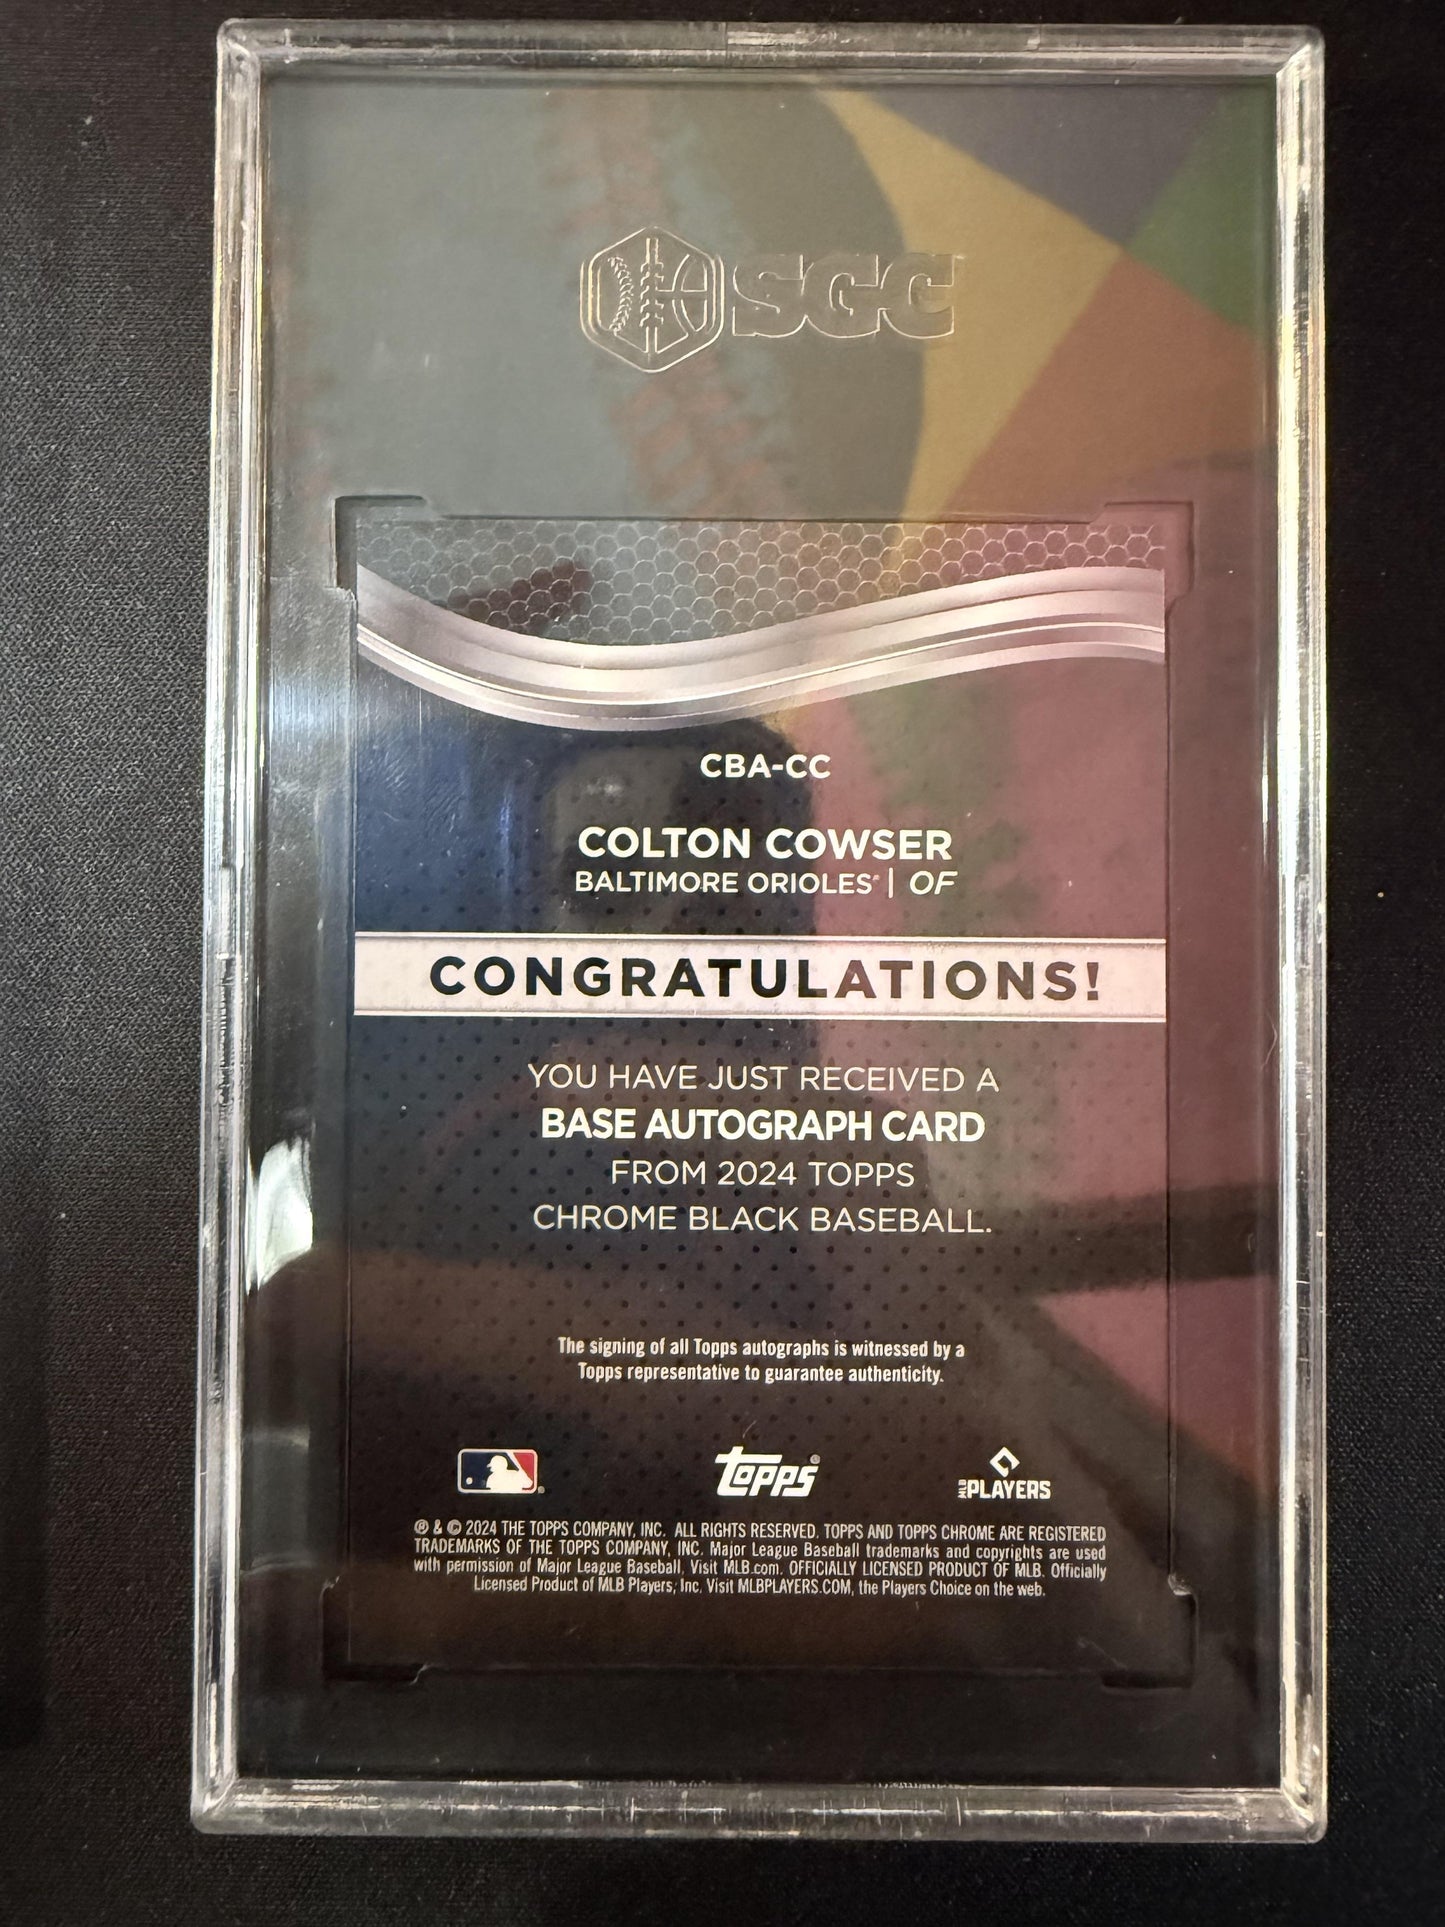 SGC
CBA-CC
COLTON COWSER
BALTIMORE ORIOLES® | OF
CONGRATULATIONS!
YOU HAVE JUST RECEIVED A
BASE AUTOGRAPH CARD
FROM 2024 TOPPS
CHROME BLACK BASEBALL.
The signing of all Topps autographs is witnessed by a
Topps representative to guarantee authenticity.
topps® MLB PLAYERS
® & © 2024 THE TOPPS COMPANY, INC. ALL RIGHTS RESERVED. TOPPS AND TOPPS CHROME ARE REGISTERED
TRADEMARKS OF THE TOPPS COMPANY, INC. Major League Baseball trademarks and copyrights are used
with permission of Major League Baseball. Visit MLB.com. OFFICIALLY LICENSED PRODUCT OF MLB. Officially
Licensed Product of MLB Players, Inc. Visit MLBPLAYERS.COM, the Players Choice on the web.